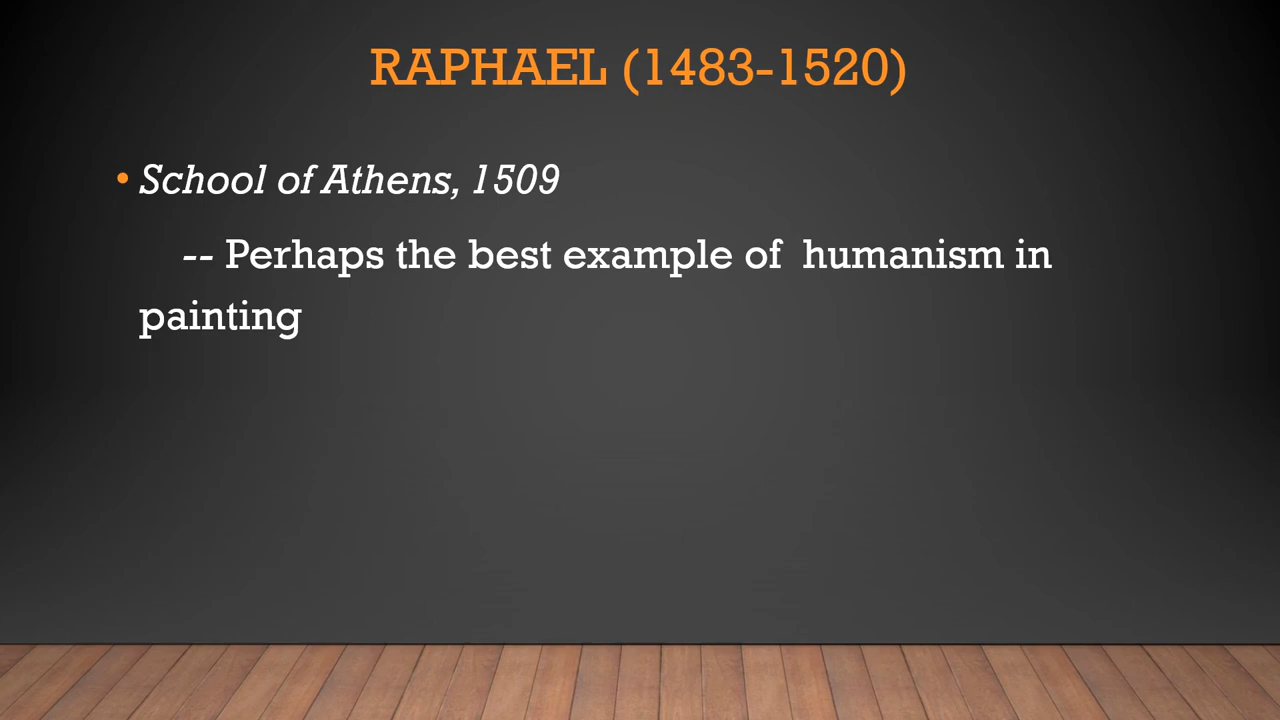 RAPHAEL (1483-1520)
• School of Athens, 1509
-- Perhaps the best example of  humanism in
painting